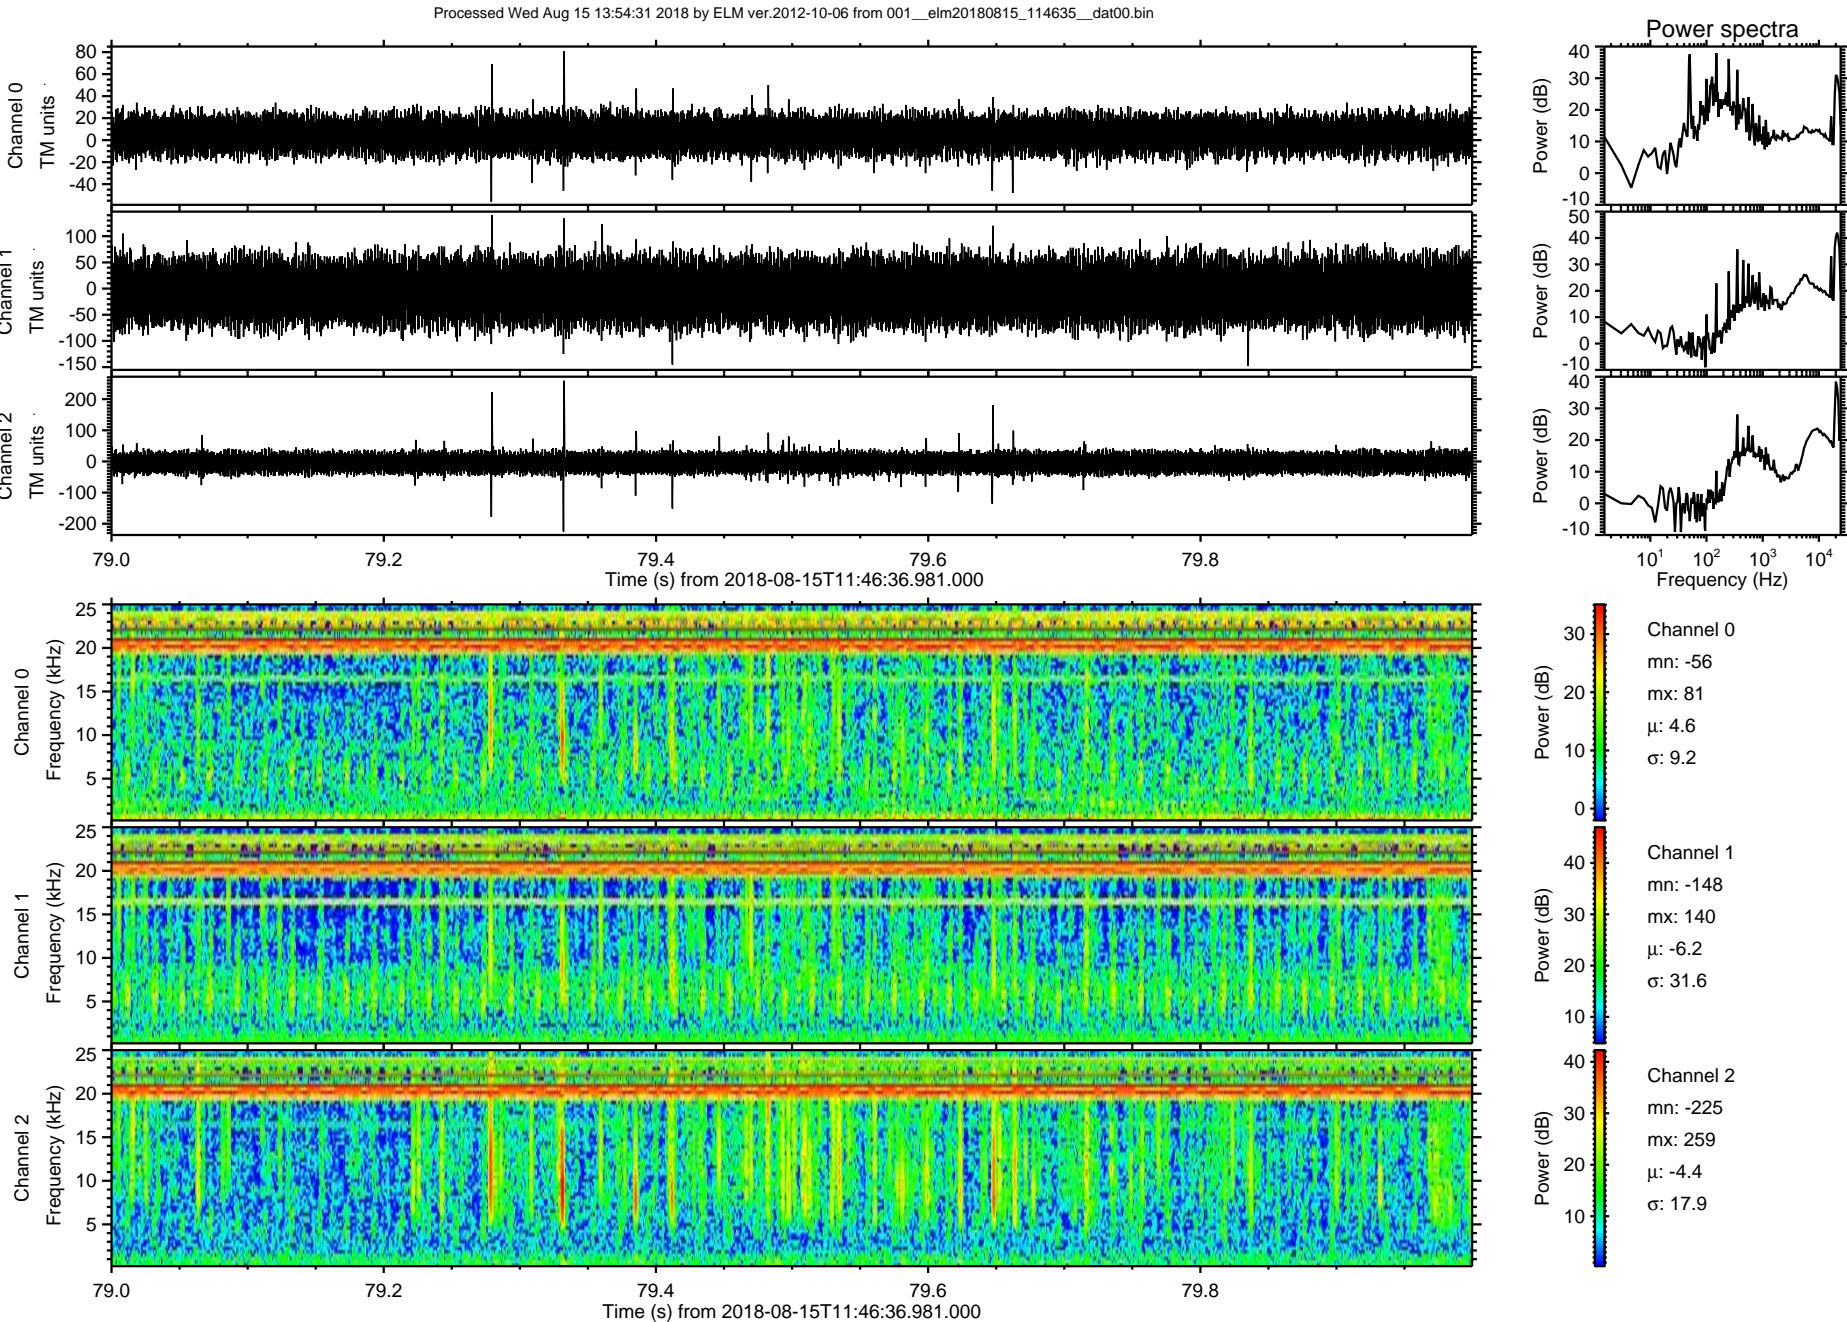 Processed Wed Aug 15 13:54:31 2018 by ELM ver.2012-10-06 from 001__elm20180815_114635__dat00.bin
Power spectra
Channel 0
TM units
80
60
40
20
0
-20
-40
Power (dB)
40
30
20
10
0
-10
Channel 1
TM units
100
50
0
-50
-100
-150
Power (dB)
50
40
30
20
10
0
-10
Channel 2
TM units
200
100
0
-100
-200
Power (dB)
40
30
20
10
0
-10
79.0 79.2 79.4 79.6 79.8
Time (s) from 2018-08-15T11:46:36.981.000
10¹ 10² 10³ 10⁴
Frequency (Hz)
Channel 0
Frequency (kHz)
25
20
15
10
5
Power (dB)
30
20
10
0
Channel 0
mn: -56
mx: 81
μ: 4.6
σ: 9.2
Channel 1
Frequency (kHz)
25
20
15
10
5
Power (dB)
40
30
20
10
Channel 1
mn: -148
mx: 140
μ: -6.2
σ: 31.6
Channel 2
Frequency (kHz)
25
20
15
10
5
Power (dB)
40
30
20
10
Channel 2
mn: -225
mx: 259
μ: -4.4
σ: 17.9
79.0 79.2 79.4 79.6 79.8
Time (s) from 2018-08-15T11:46:36.981.000